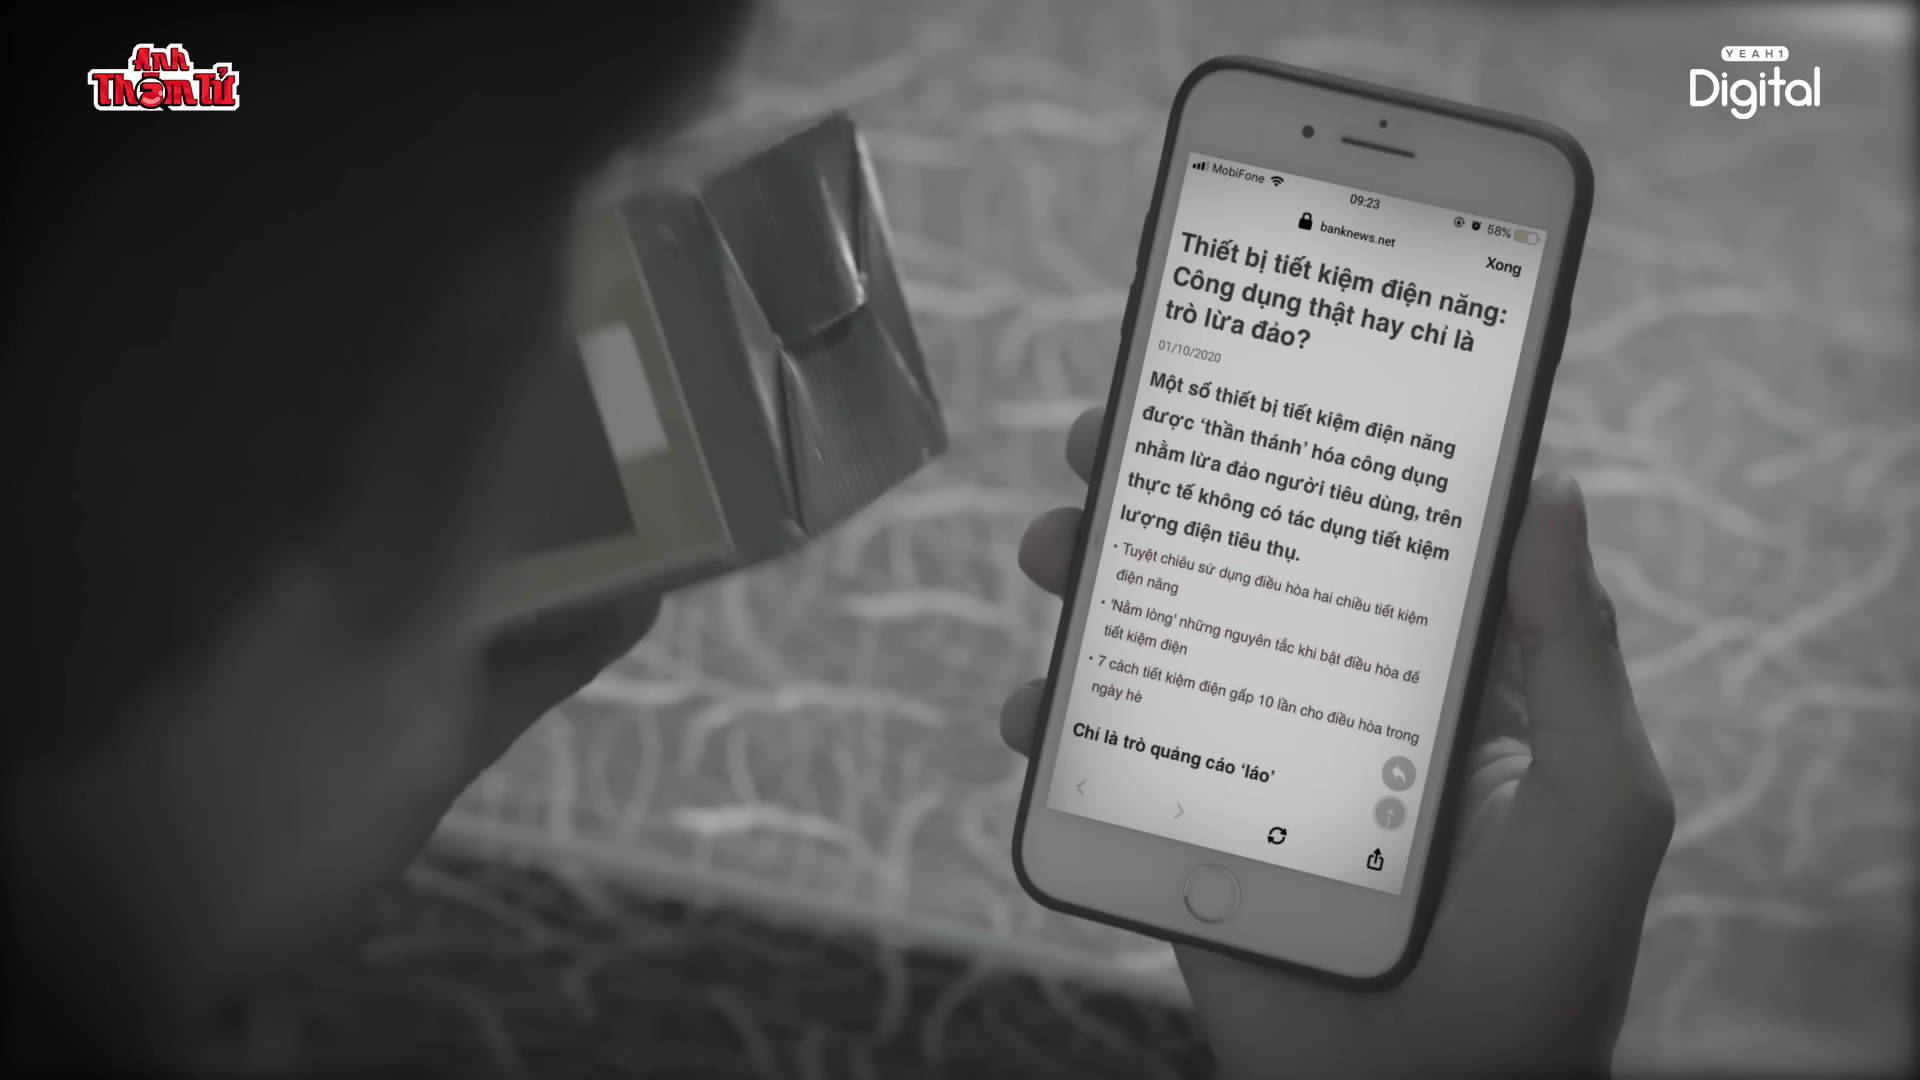 Anh
Thám Tử
YEAH1
Digital
MobiFone
09:23
58%
banknews.net
Xong
Thiết bị tiết kiệm điện năng:
Công dụng thật hay chỉ là
trò lừa đảo?
01/10/2020
Một số thiết bị tiết kiệm điện năng
được ‘thần thánh’ hóa công dụng
nhằm lừa đảo người tiêu dùng, trên
thực tế không có tác dụng tiết kiệm
lượng điện tiêu thụ.
• Tuyệt chiêu sử dụng điều hòa hai chiều tiết kiệm
điện năng
• 'Nằm lòng' những nguyên tắc khi bật điều hòa để
tiết kiệm điện
• 7 cách tiết kiệm điện gấp 10 lần cho điều hòa trong
ngày hè
Chỉ là trò quảng cáo ‘láo’